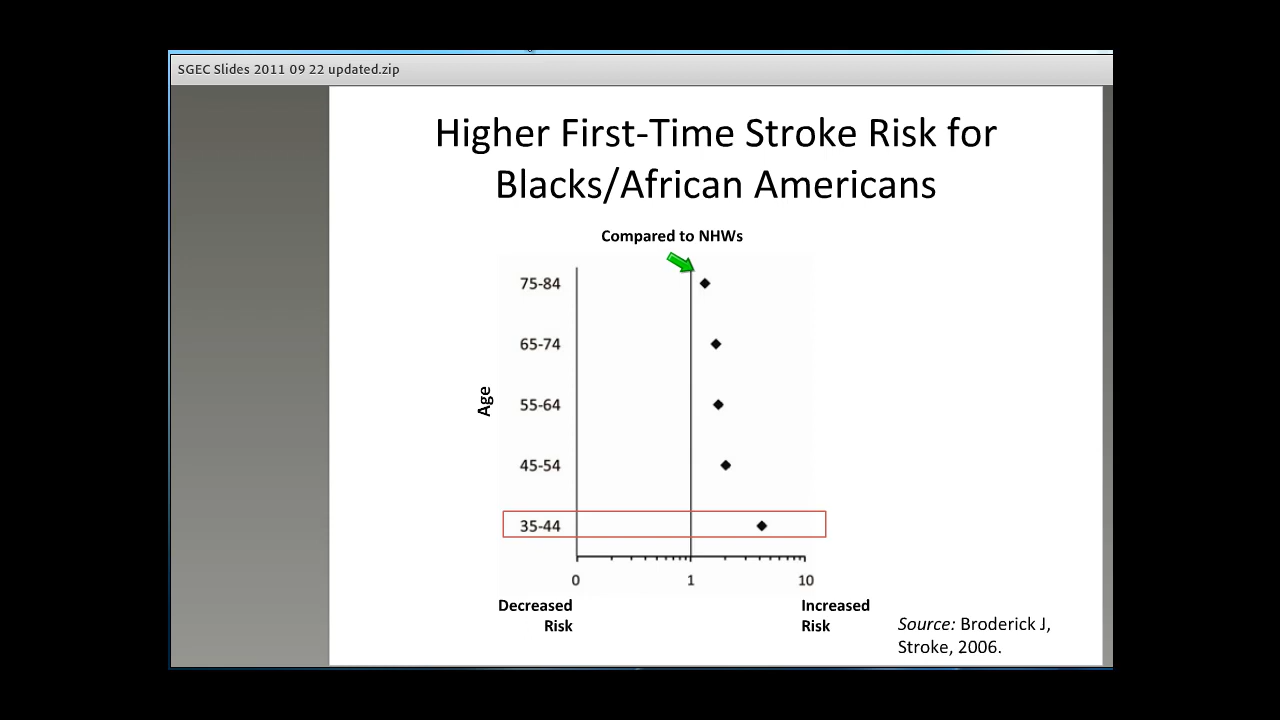 SGEC Slides 2011 09 22 updated.zip
Higher First-Time Stroke Risk for
Blacks/African Americans
Compared to NHWs
75-84
65-74
Age
55-64
45-54
35-44
0 1 10
Decreased Increased
Risk Risk
Source: Broderick J,
Stroke, 2006.